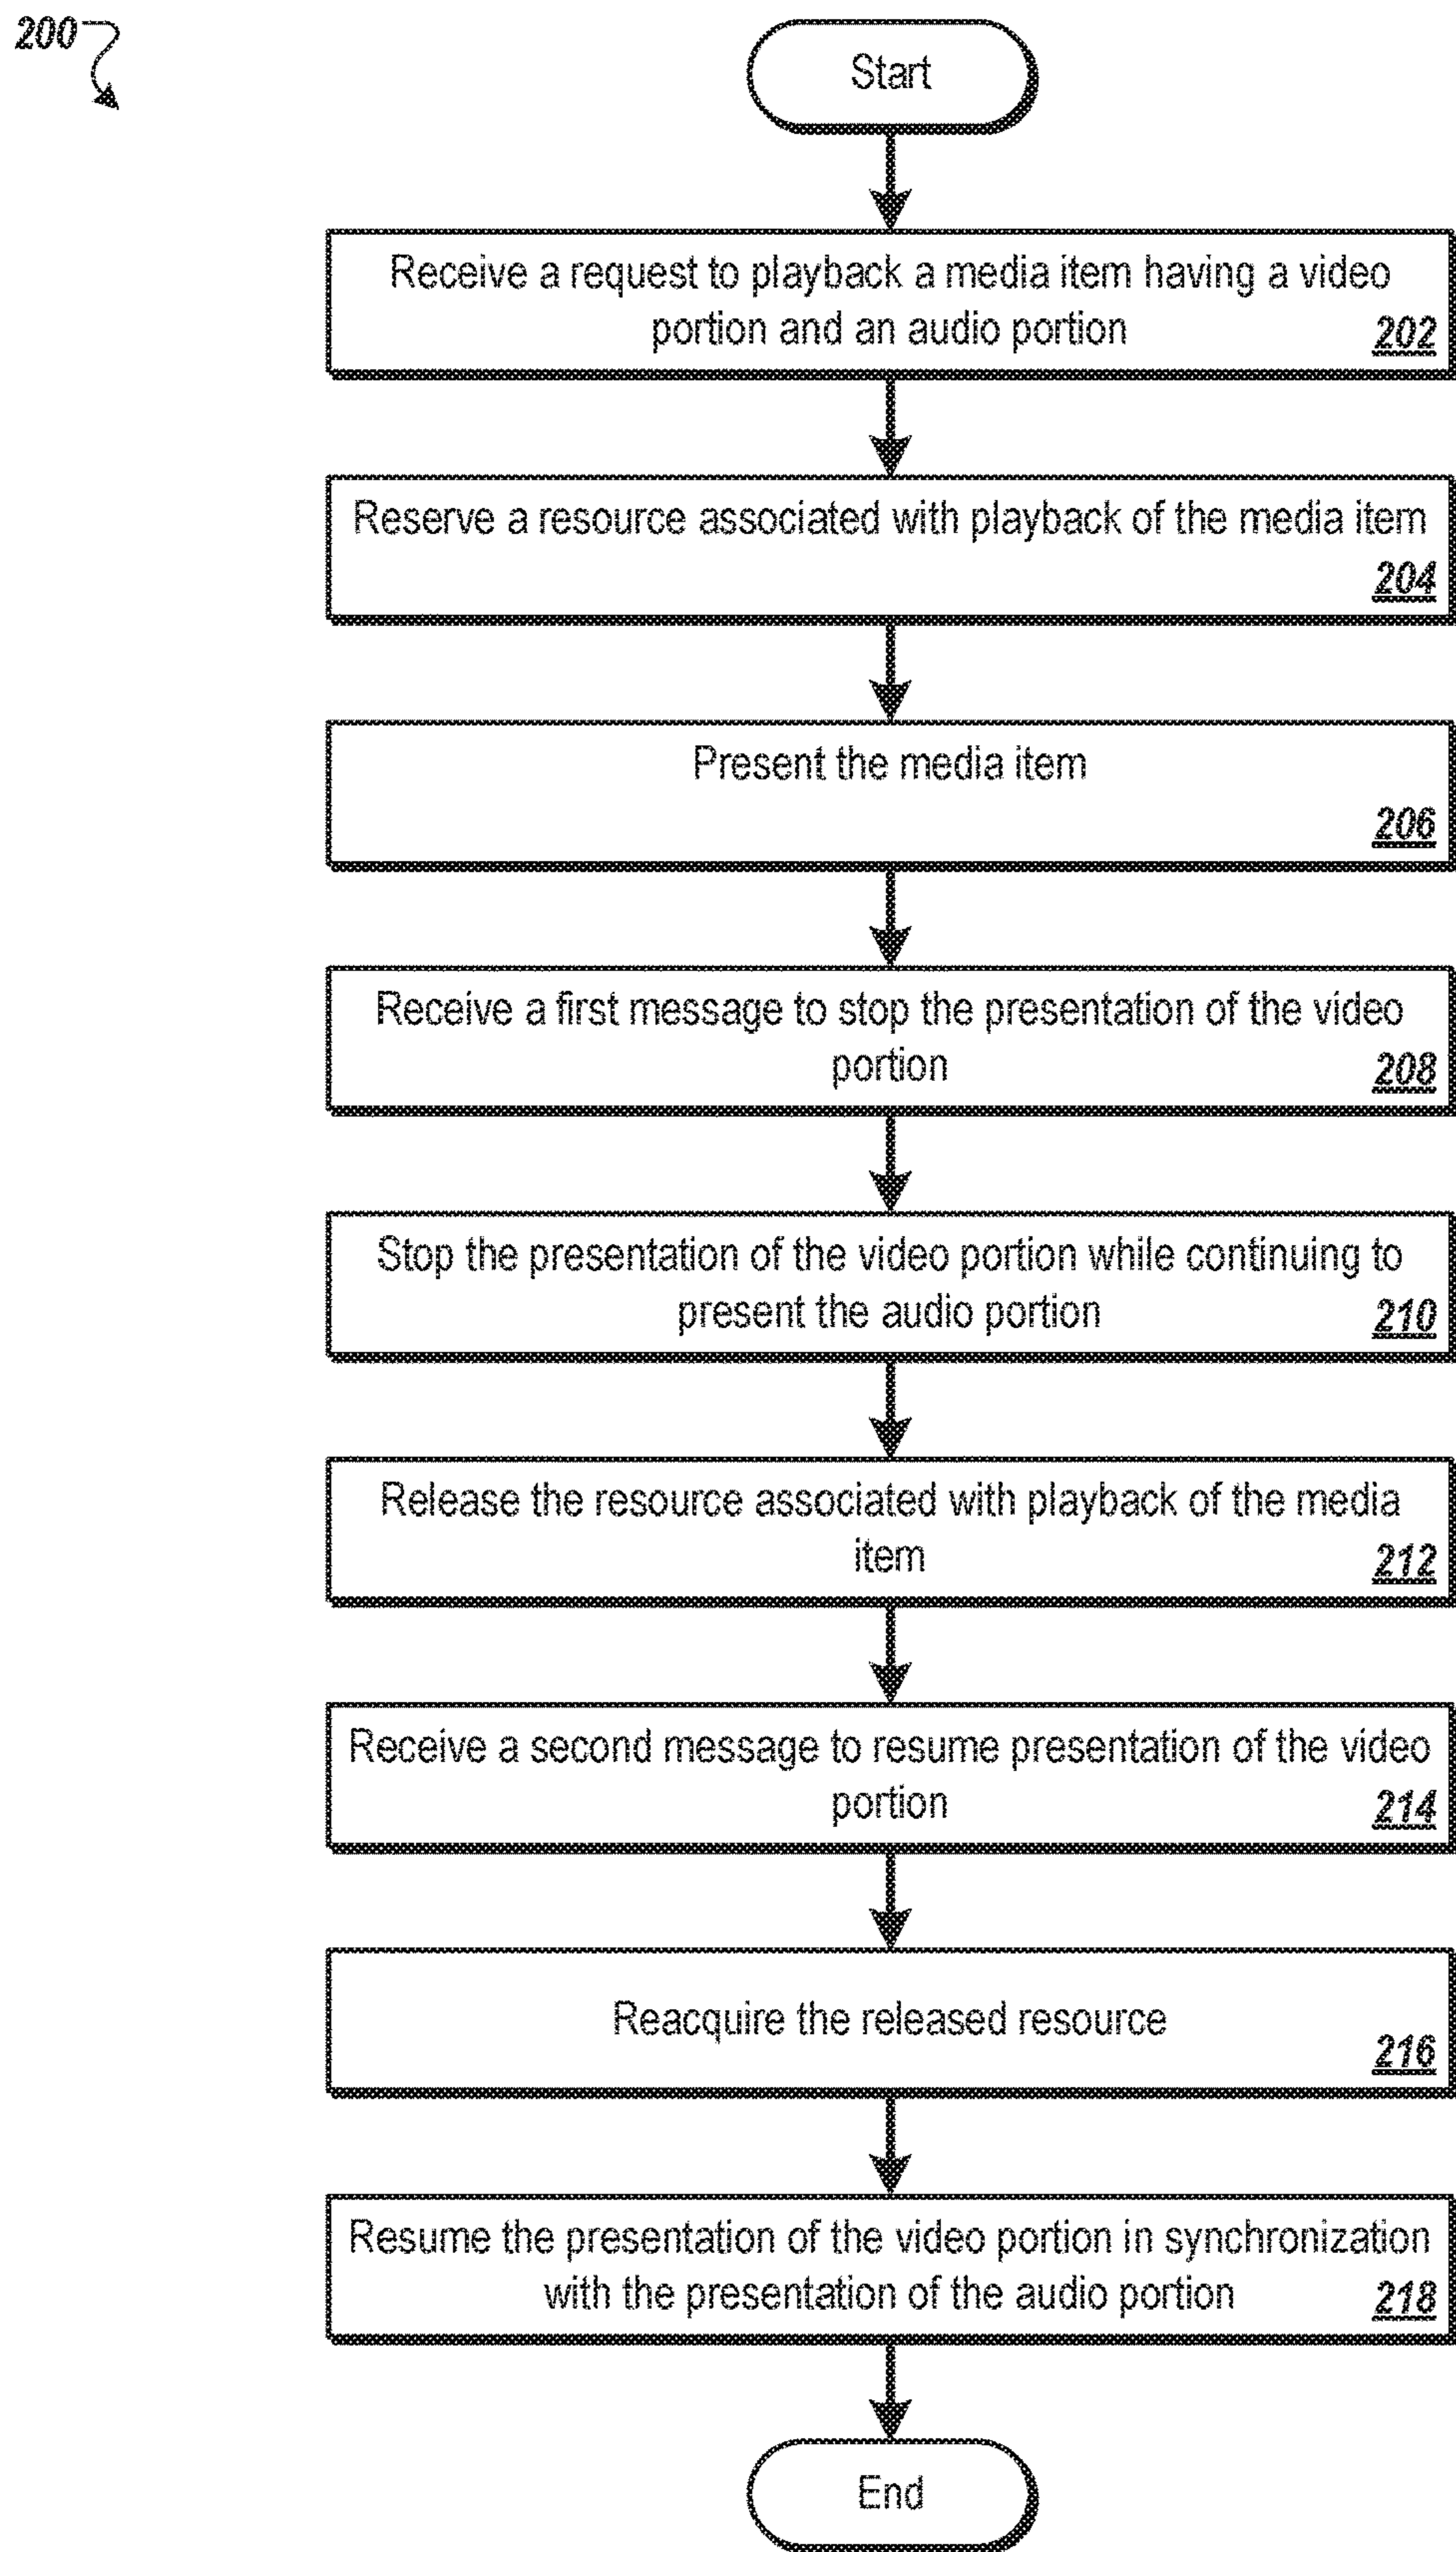 200
Start
Receive a request to playback a media item having a video
portion and an audio portion
202
Reserve a resource associated with playback of the media item
204
Present the media item
206
Receive a first message to stop the presentation of the video
portion
208
Stop the presentation of the video portion while continuing to
present the audio portion
210
Release the resource associated with playback of the media
item
212
Receive a second message to resume presentation of the video
portion
214
Reacquire the released resource
216
Resume the presentation of the video portion in synchronization
with the presentation of the audio portion
218
End